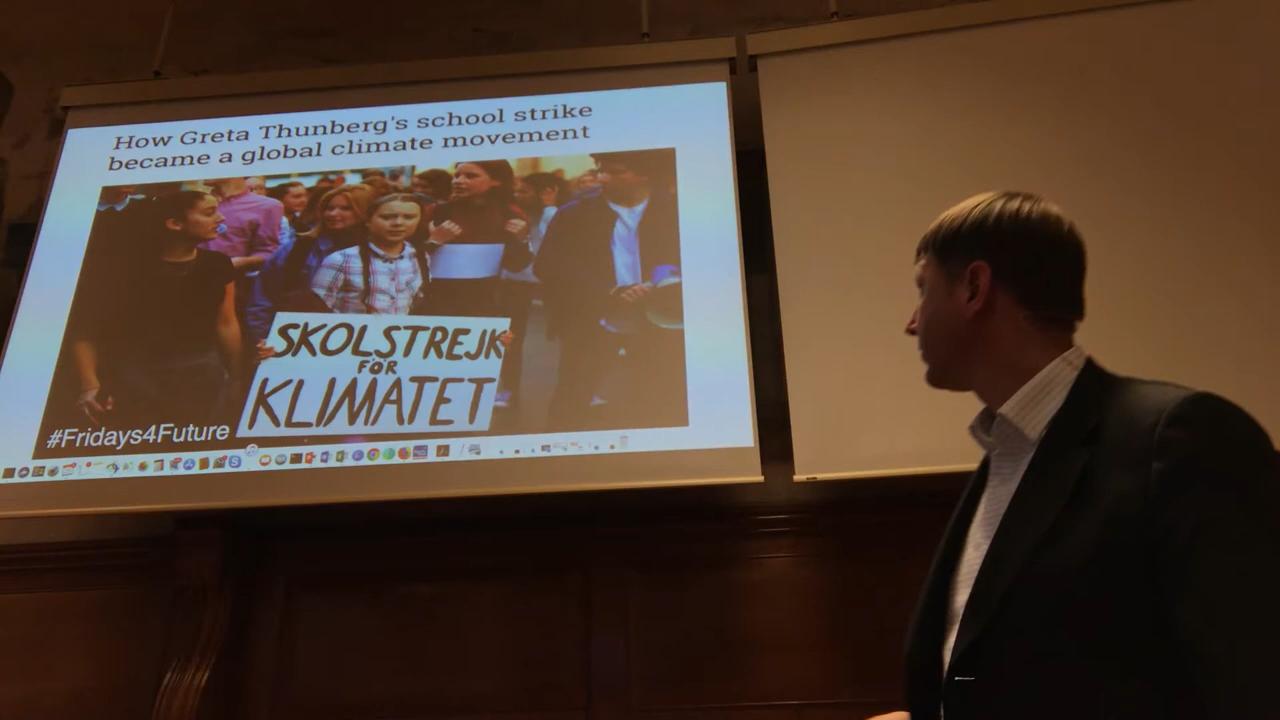 How Greta Thunberg's school strike
became a global climate movement
SKOLSTREJK
FÖR
KLIMATET
#Fridays4Future